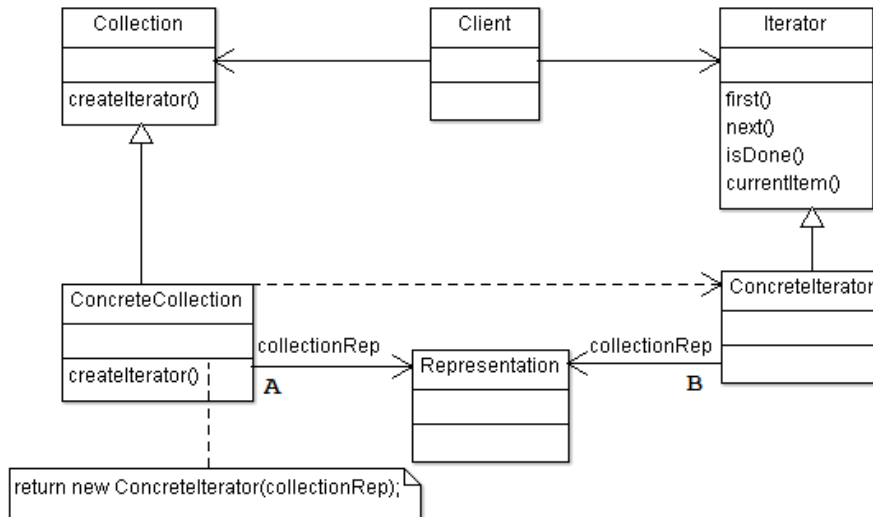 Collection
Client
Iterator
createIterator()
first()
next()
isDone()
currentItem()
ConcreteCollection
ConcreteIterator
createIterator()
collectionRep
A
Representation
collectionRep
B
return new ConcreteIterator(collectionRep);